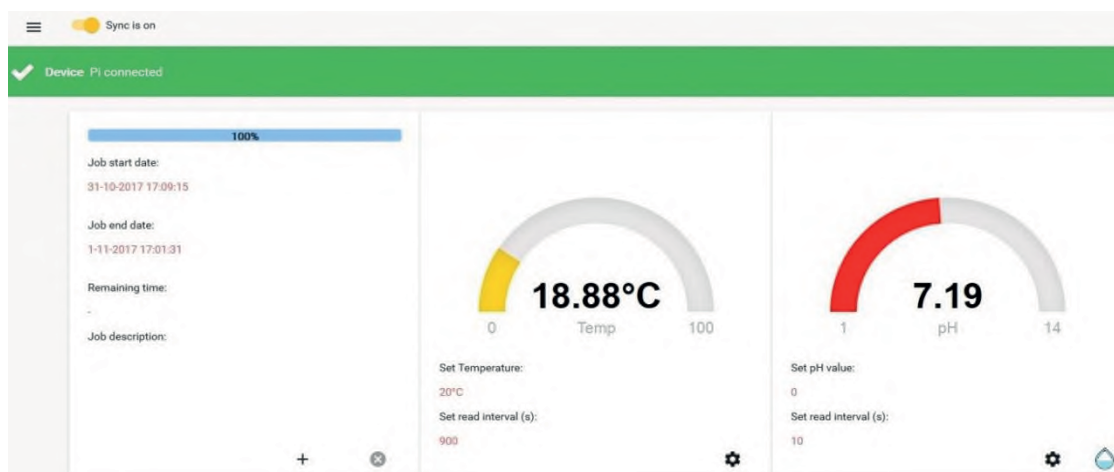 Sync is on
Device Pi connected
100%
Job start date:
31-10-2017 17:09:15
Job end date:
1-11-2017 17:01:31
Remaining time:
-
Job description:
18.88°C
0 Temp 100
Set Temperature:
20°C
Set read interval (s):
900
7.19
1 pH 14
Set pH value:
0
Set read interval (s):
10